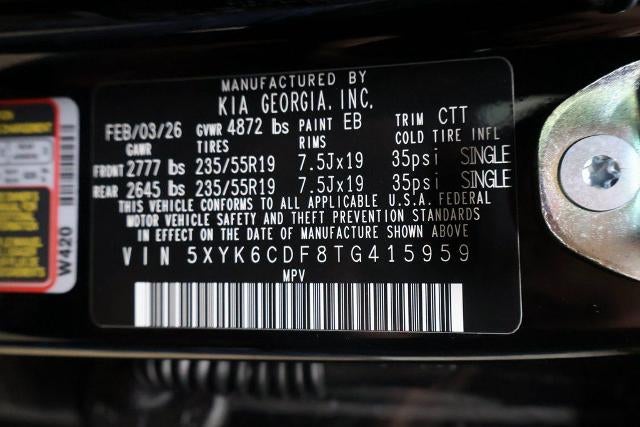 MANUFACTURED BY
KIA GEORGIA, INC.
FEB/03/26 GVWR 4872 lbs PAINT EB TRIM CTT
GAWR TIRES RIMS COLD TIRE INFL
FRONT 2777 lbs 235/55R19 7.5Jx19 35psi SINGLE
REAR 2645 lbs 235/55R19 7.5Jx19 35psi SINGLE
THIS VEHICLE CONFORMS TO ALL APPLICABLE U.S.A. FEDERAL
MOTOR VEHICLE SAFETY AND THEFT PREVENTION STANDARDS
IN EFFECT ON THE DATE OF MANUFACTURE SHOWN ABOVE
VIN 5XYK6CDF8TG415959
MPV
W420